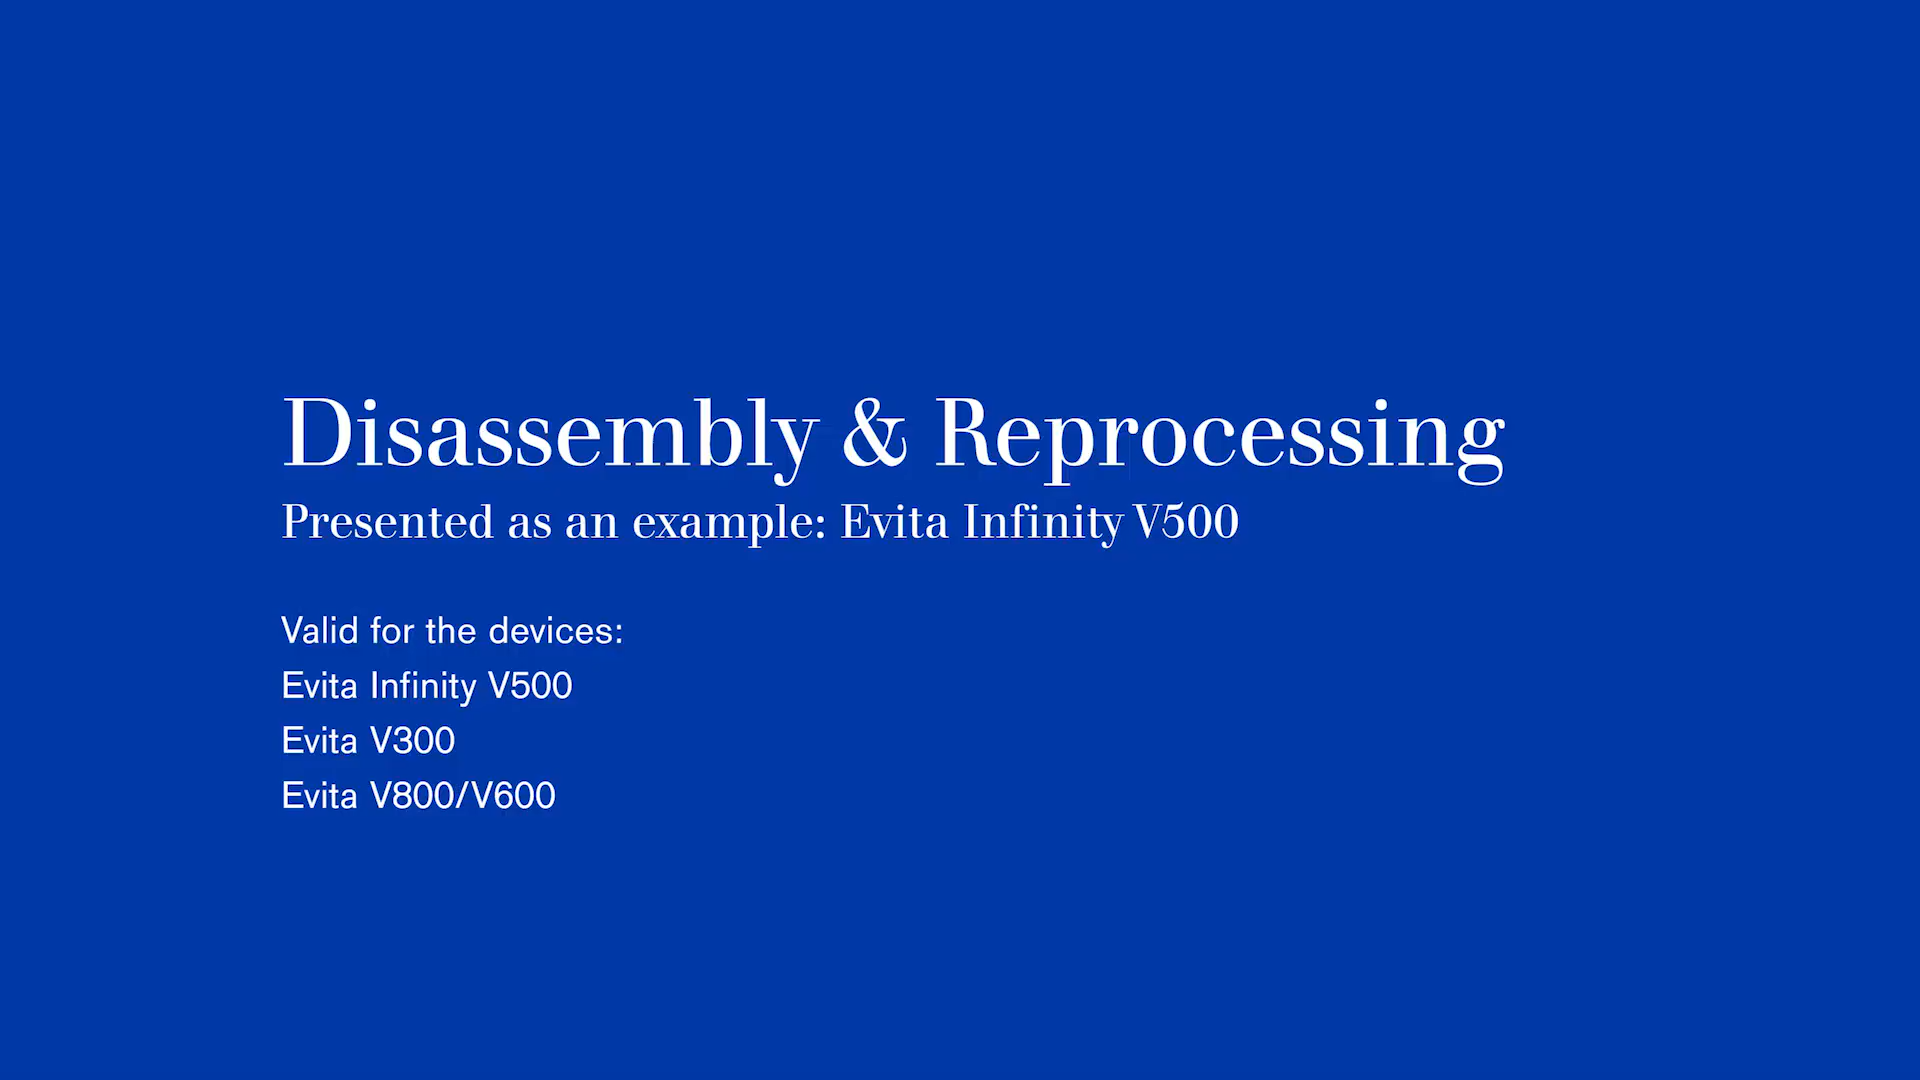 Disassembly & Reprocessing
Presented as an example: Evita Infinity V500
Valid for the devices:
Evita Infinity V500
Evita V300
Evita V800/V600